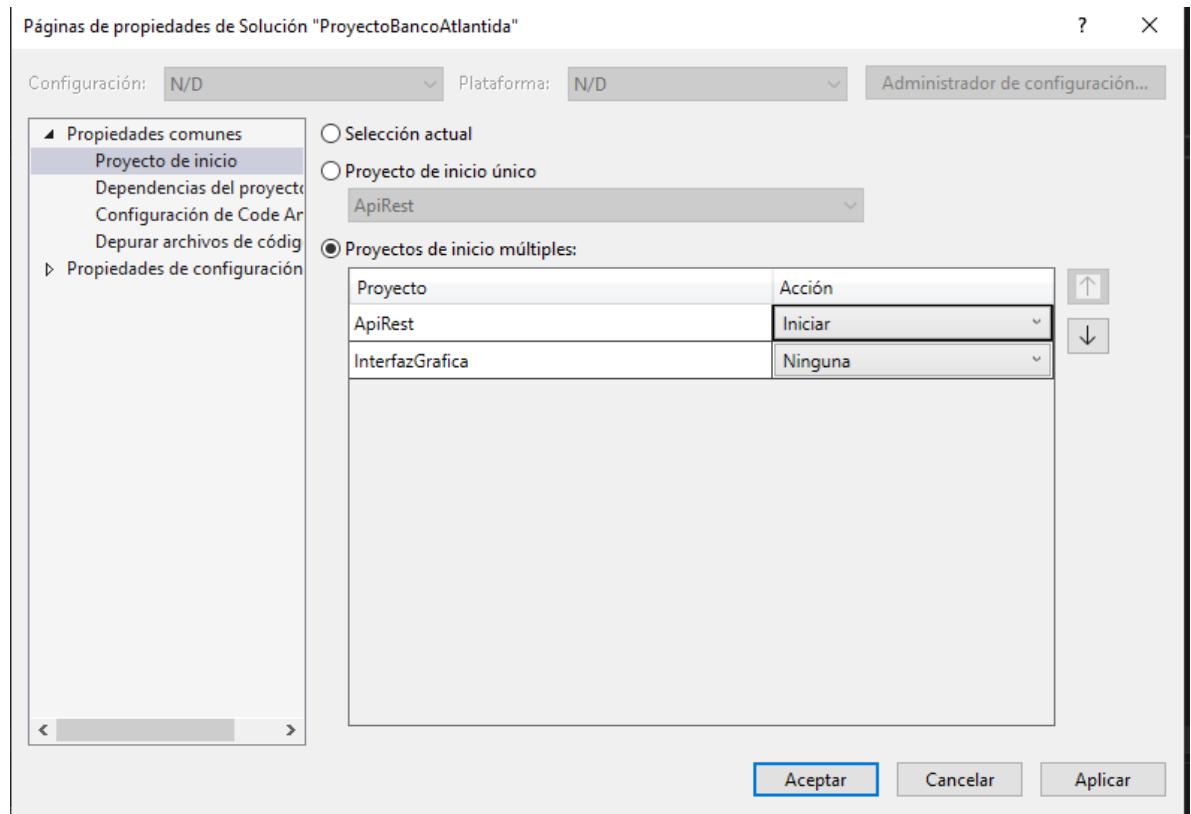 Páginas de propiedades de Solución "ProyectoBancoAtlantida"
?
Configuración: N/D Plataforma: N/D Administrador de configuración...
Propiedades comunes
Proyecto de inicio
Dependencias del proyecto
Configuración de Code An
Depurar archivos de códig
Propiedades de configuración
Selección actual
Proyecto de inicio único
ApiRest
Proyectos de inicio múltiples:
Proyecto Acción
ApiRest Iniciar
InterfazGrafica Ninguna
Aceptar Cancelar Aplicar